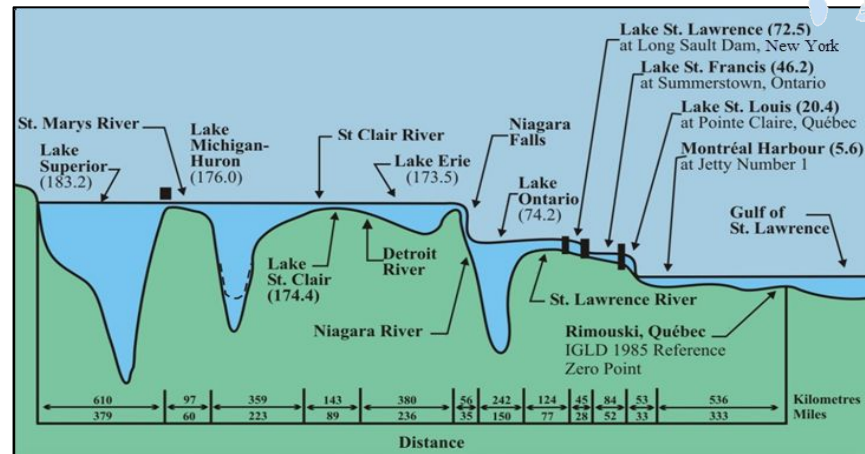 Lake St. Lawrence (72.5)
at Long Sault Dam, New York
Lake St. Francis (46.2)
at Summerstown, Ontario
Lake St. Louis (20.4)
at Pointe Claire, Québec
Montréal Harbour (5.6)
at Jetty Number 1
St. Marys River
Lake
Michigan-
Huron
(176.0)
St Clair River
Niagara
Falls
Lake
Superior
(183.2)
Lake Erie
(173.5)
Lake
Ontario
(74.2)
Gulf of
St. Lawrence
Lake
St. Clair
(174.4)
Detroit
River
Niagara River
St. Lawrence River
Rimouski, Québec
IGLD 1985 Reference
Zero Point
610 97 359 143 380 56 242 124 45 84 53 536 Kilometres
379 60 223 89 236 35 150 77 28 52 33 333 Miles
Distance